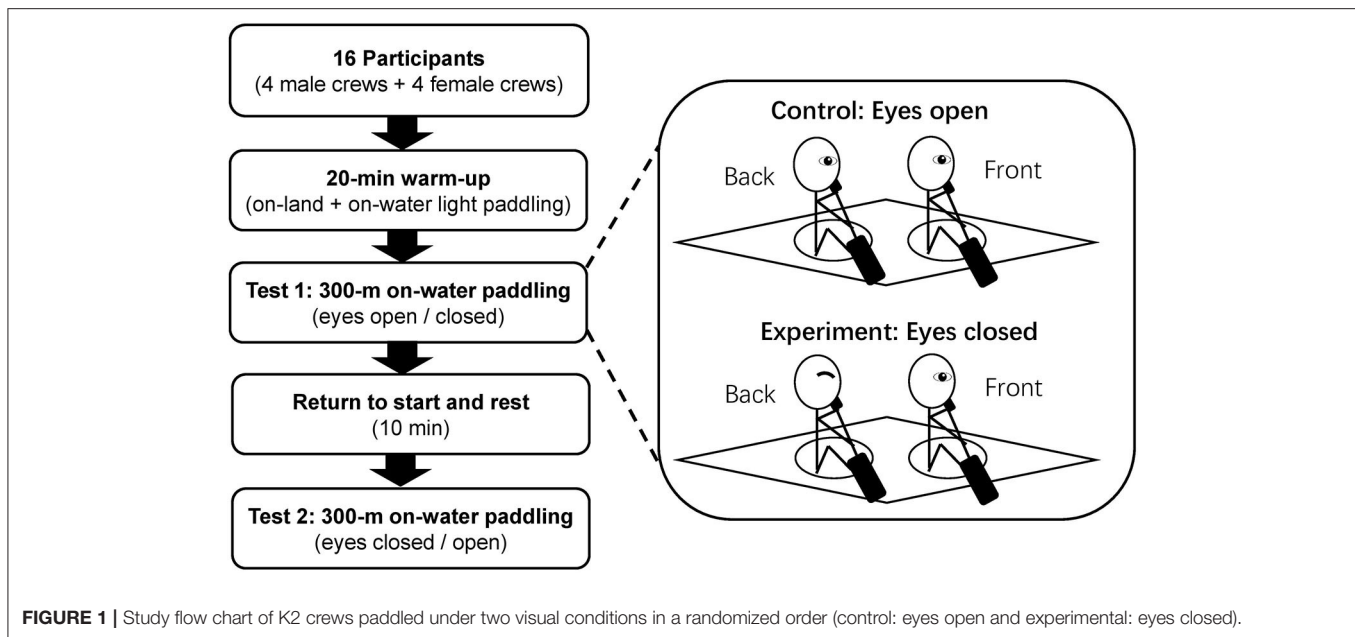 16 Participants
(4 male crews + 4 female crews)
20-min warm-up
(on-land + on-water light paddling)
Test 1: 300-m on-water paddling
(eyes open / closed)
Return to start and rest
(10 min)
Test 2: 300-m on-water paddling
(eyes closed / open)
Control: Eyes open
Back
Front
Experiment: Eyes closed
Back
Front
FIGURE 1 | Study flow chart of K2 crews paddled under two visual conditions in a randomized order (control: eyes open and experimental: eyes closed).